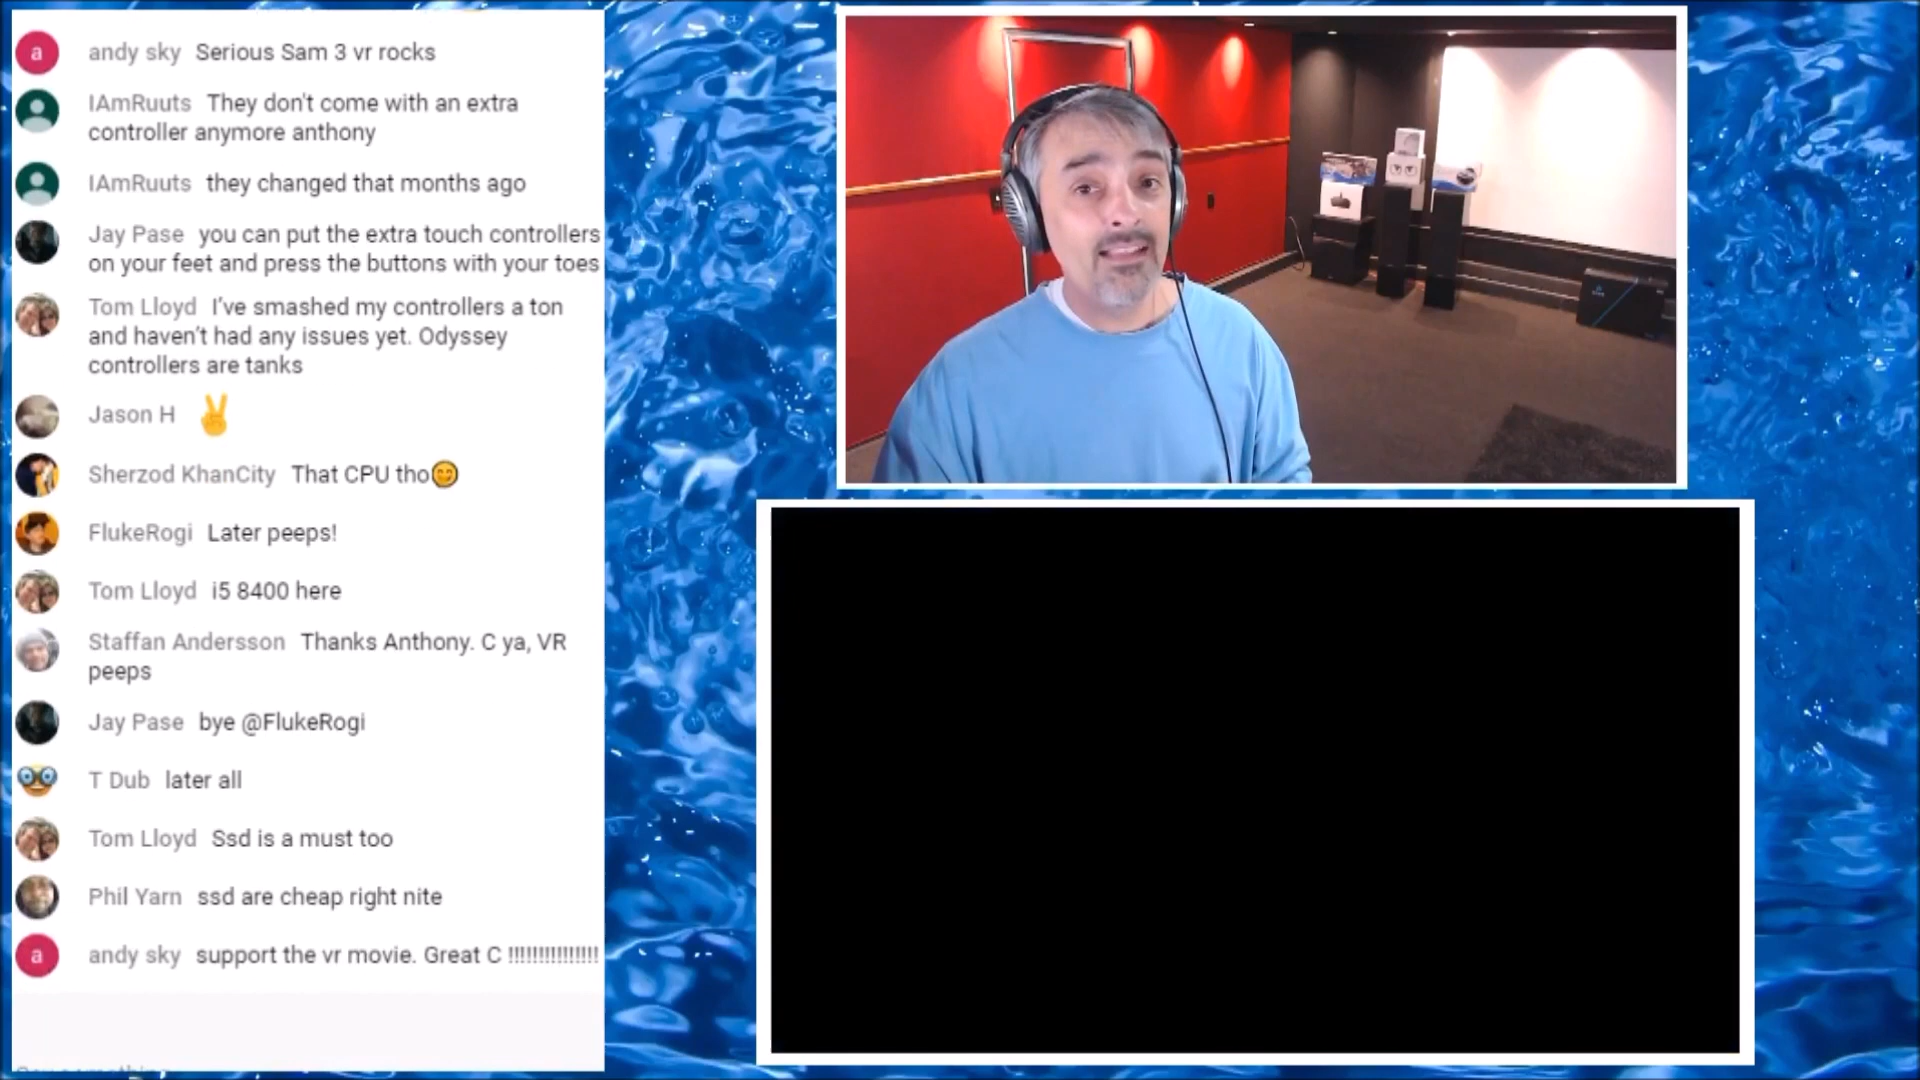 a andy sky Serious Sam 3 vr rocks
IAmRuuts They don't come with an extra
controller anymore anthony
IAmRuuts they changed that months ago
Jay Pase you can put the extra touch controllers
on your feet and press the buttons with your toes
Tom Lloyd I've smashed my controllers a ton
and haven't had any issues yet. Odyssey
controllers are tanks
Jason H ✌
Sherzod KhanCity That CPU tho😋
FlukeRogi Later peeps!
Tom Lloyd i5 8400 here
Staffan Andersson Thanks Anthony. C ya, VR
peeps
Jay Pase bye @FlukeRogi
T Dub later all
Tom Lloyd Ssd is a must too
Phil Yarn ssd are cheap right nite
a andy sky support the vr movie. Great C !!!!!!!!!!!!!!!